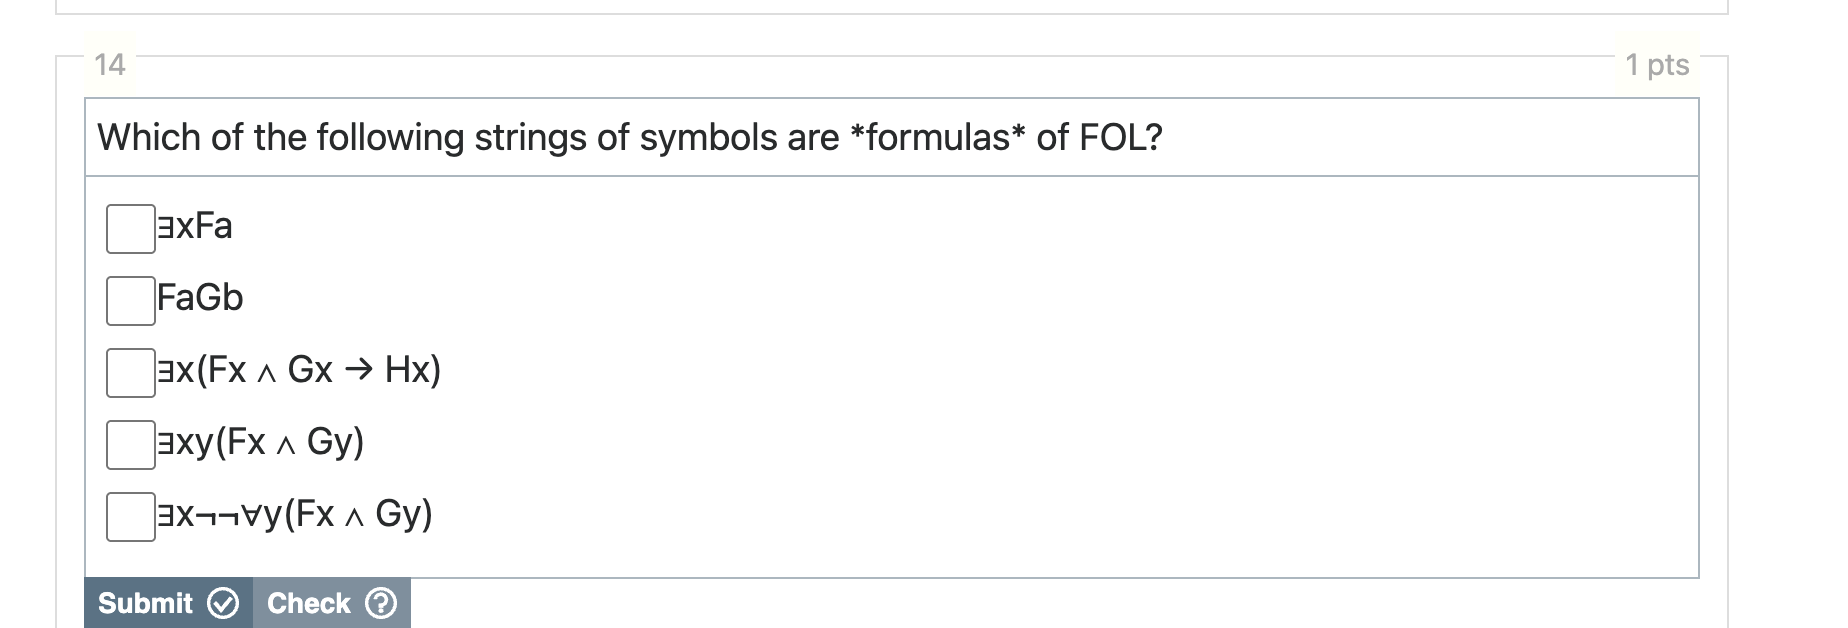 14
1 pts
Which of the following strings of symbols are *formulas* of FOL?
∃xFa
FaGb
∃x(Fx ∧ Gx → Hx)
∃xy(Fx ∧ Gy)
∃x¬¬∀y(Fx ∧ Gy)
Submit Check ?